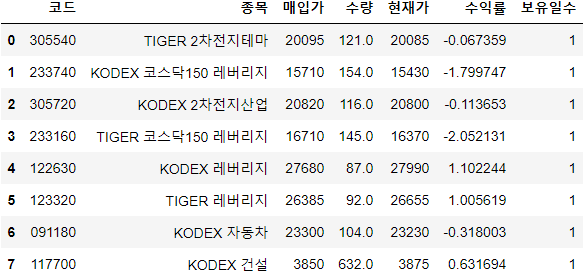 코드 종목 매입가 수량 현재가 수익률 보유일수
0 305540 TIGER 2차전지테마 20095 121.0 20085 -0.067359 1
1 233740 KODEX 코스닥150 레버리지 15710 154.0 15430 -1.799747 1
2 305720 KODEX 2차전지산업 20820 116.0 20800 -0.113653 1
3 233160 TIGER 코스닥150 레버리지 16710 145.0 16370 -2.052131 1
4 122630 KODEX 레버리지 27680 87.0 27990 1.102244 1
5 123320 TIGER 레버리지 26385 92.0 26655 1.005619 1
6 091180 KODEX 자동차 23300 104.0 23230 -0.318003 1
7 117700 KODEX 건설 3850 632.0 3875 0.631694 1